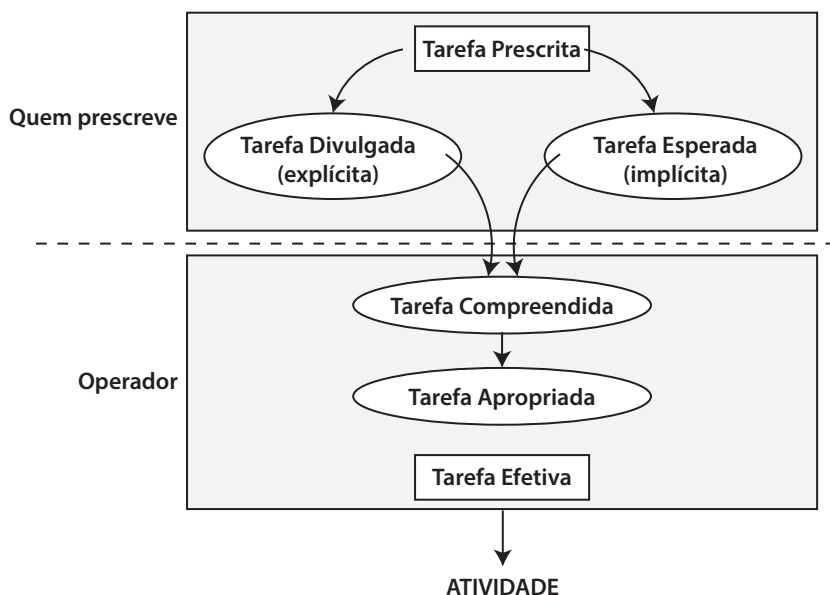 Tarefa Prescrita
Quem prescreve
Tarefa Divulgada
(explícita)
Tarefa Esperada
(implícita)
Tarefa Compreendida
Operador
Tarefa Apropriada
Tarefa Efetiva
ATIVIDADE